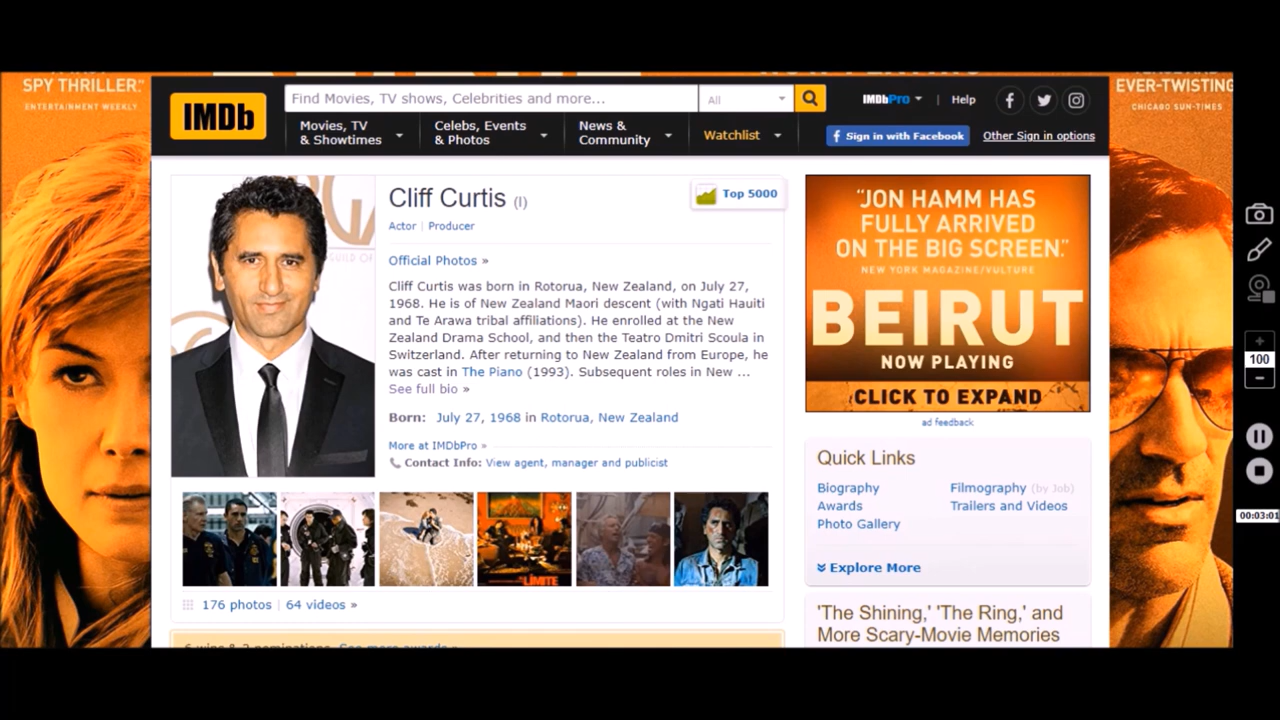 SPY THRILLER."
ENTERTAINMENT WEEKLY
EVER-TWISTING
CHICAGO SUN-TIMES
IMDb
Find Movies, TV shows, Celebrities and more...
All
IMDbPro
|
Help
Movies, TV
& Showtimes
Celebs, Events
& Photos
News &
Community
Watchlist
Sign in with Facebook
Other Sign in options
Cliff Curtis (I)
Top 5000
Actor | Producer
Official Photos »
Cliff Curtis was born in Rotorua, New Zealand, on July 27,
1968. He is of New Zealand Maori descent (with Ngati Hauiti
and Te Arawa tribal affiliations). He enrolled at the New
Zealand Drama School, and then the Teatro Dmitri Scoula in
Switzerland. After returning to New Zealand from Europe, he
was cast in The Piano (1993). Subsequent roles in New ...
See full bio »
Born: July 27, 1968 in Rotorua, New Zealand
More at IMDbPro »
Contact Info: View agent, manager and publicist
LÍMITE
176 photos | 64 videos »
6 wins & 2 nominations. See more awards »
"JON HAMM HAS
FULLY ARRIVED
ON THE BIG SCREEN."
NEW YORK MAGAZINE/VULTURE
BEIRUT
NOW PLAYING
CLICK TO EXPAND
ad feedback
Quick Links
Biography
Filmography (by Job)
Awards
Trailers and Videos
Photo Gallery
Explore More
'The Shining,' 'The Ring,' and
More Scary-Movie Memories
100
00:03:01